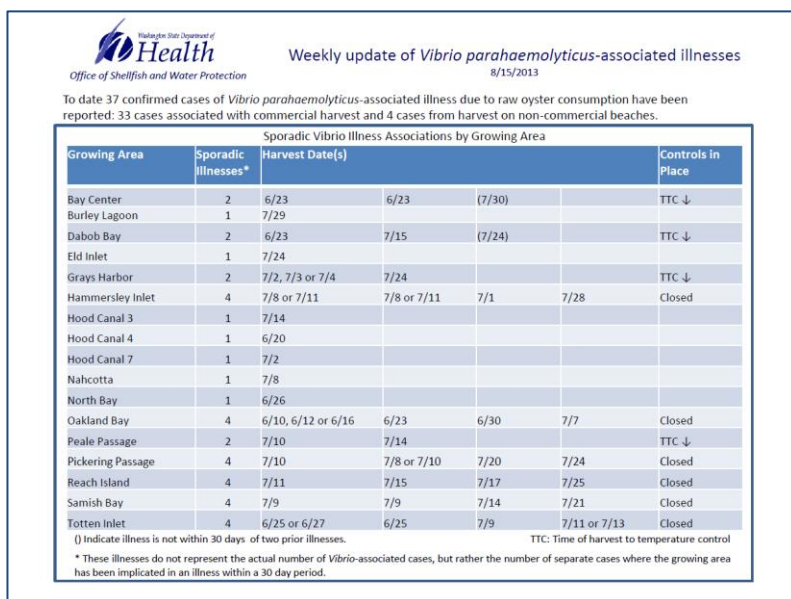 Washington State Department of
Health
Office of Shellfish and Water Protection
Weekly update of Vibrio parahaemolyticus-associated illnesses
8/15/2013
To date 37 confirmed cases of Vibrio parahaemolyticus-associated illness due to raw oyster consumption have been
reported: 33 cases associated with commercial harvest and 4 cases from harvest on non-commercial beaches.
Sporadic Vibrio Illness Associations by Growing Area
Growing Area Sporadic Illnesses* Harvest Date(s) Controls in Place
Bay Center 2 6/23 6/23 (7/30) TTC ↓
Burley Lagoon 1 7/29
Dabob Bay 2 6/23 7/15 (7/24) TTC ↓
Eld Inlet 1 7/24
Grays Harbor 2 7/2, 7/3 or 7/4 7/24 TTC ↓
Hammersley Inlet 4 7/8 or 7/11 7/8 or 7/11 7/1 7/28 Closed
Hood Canal 3 1 7/14
Hood Canal 4 1 6/20
Hood Canal 7 1 7/2
Nahcotta 1 7/8
North Bay 1 6/26
Oakland Bay 4 6/10, 6/12 or 6/16 6/23 6/30 7/7 Closed
Peale Passage 2 7/10 7/14 TTC ↓
Pickering Passage 4 7/10 7/8 or 7/10 7/20 7/24 Closed
Reach Island 4 7/11 7/15 7/17 7/25 Closed
Samish Bay 4 7/9 7/9 7/14 7/21 Closed
Totten Inlet 4 6/25 or 6/27 6/25 7/9 7/11 or 7/13 Closed
() Indicate illness is not within 30 days of two prior illnesses. TTC: Time of harvest to temperature control
* These illnesses do not represent the actual number of Vibrio-associated cases, but rather the number of separate cases where the growing area
has been implicated in an illness within a 30 day period.